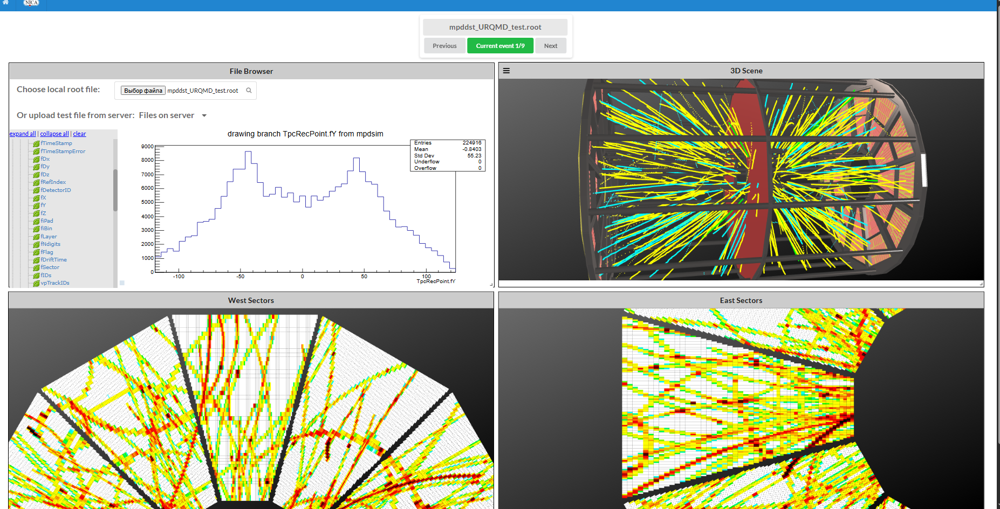 NICA
mpddst_URQMD_test.root
Previous
Current event 1/9
Next
File Browser
Choose local root file:
Выбор файла mpddst_URQMD_test.root
Or upload test file from server: Files on server
expand all | collapse all | clear
fTimeStamp
fTimeStampError
fDx
fDy
fDz
fRefIndex
fDetectorID
fX
fY
fZ
fiPad
fiBin
fLayer
fNdigits
fFlag
fDriftTime
fSector
fIDs
vpTrackIDs
drawing branch TpcRecPoint.fY from mpdsim
Entries 224916
Mean -0.8403
Std Dev 55.23
Underflow 0
Overflow 0
9000
8000
7000
6000
5000
4000
3000
2000
1000
0
-100 -50 0 50 100
TpcRecPoint.fY
3D Scene
West Sectors
East Sectors